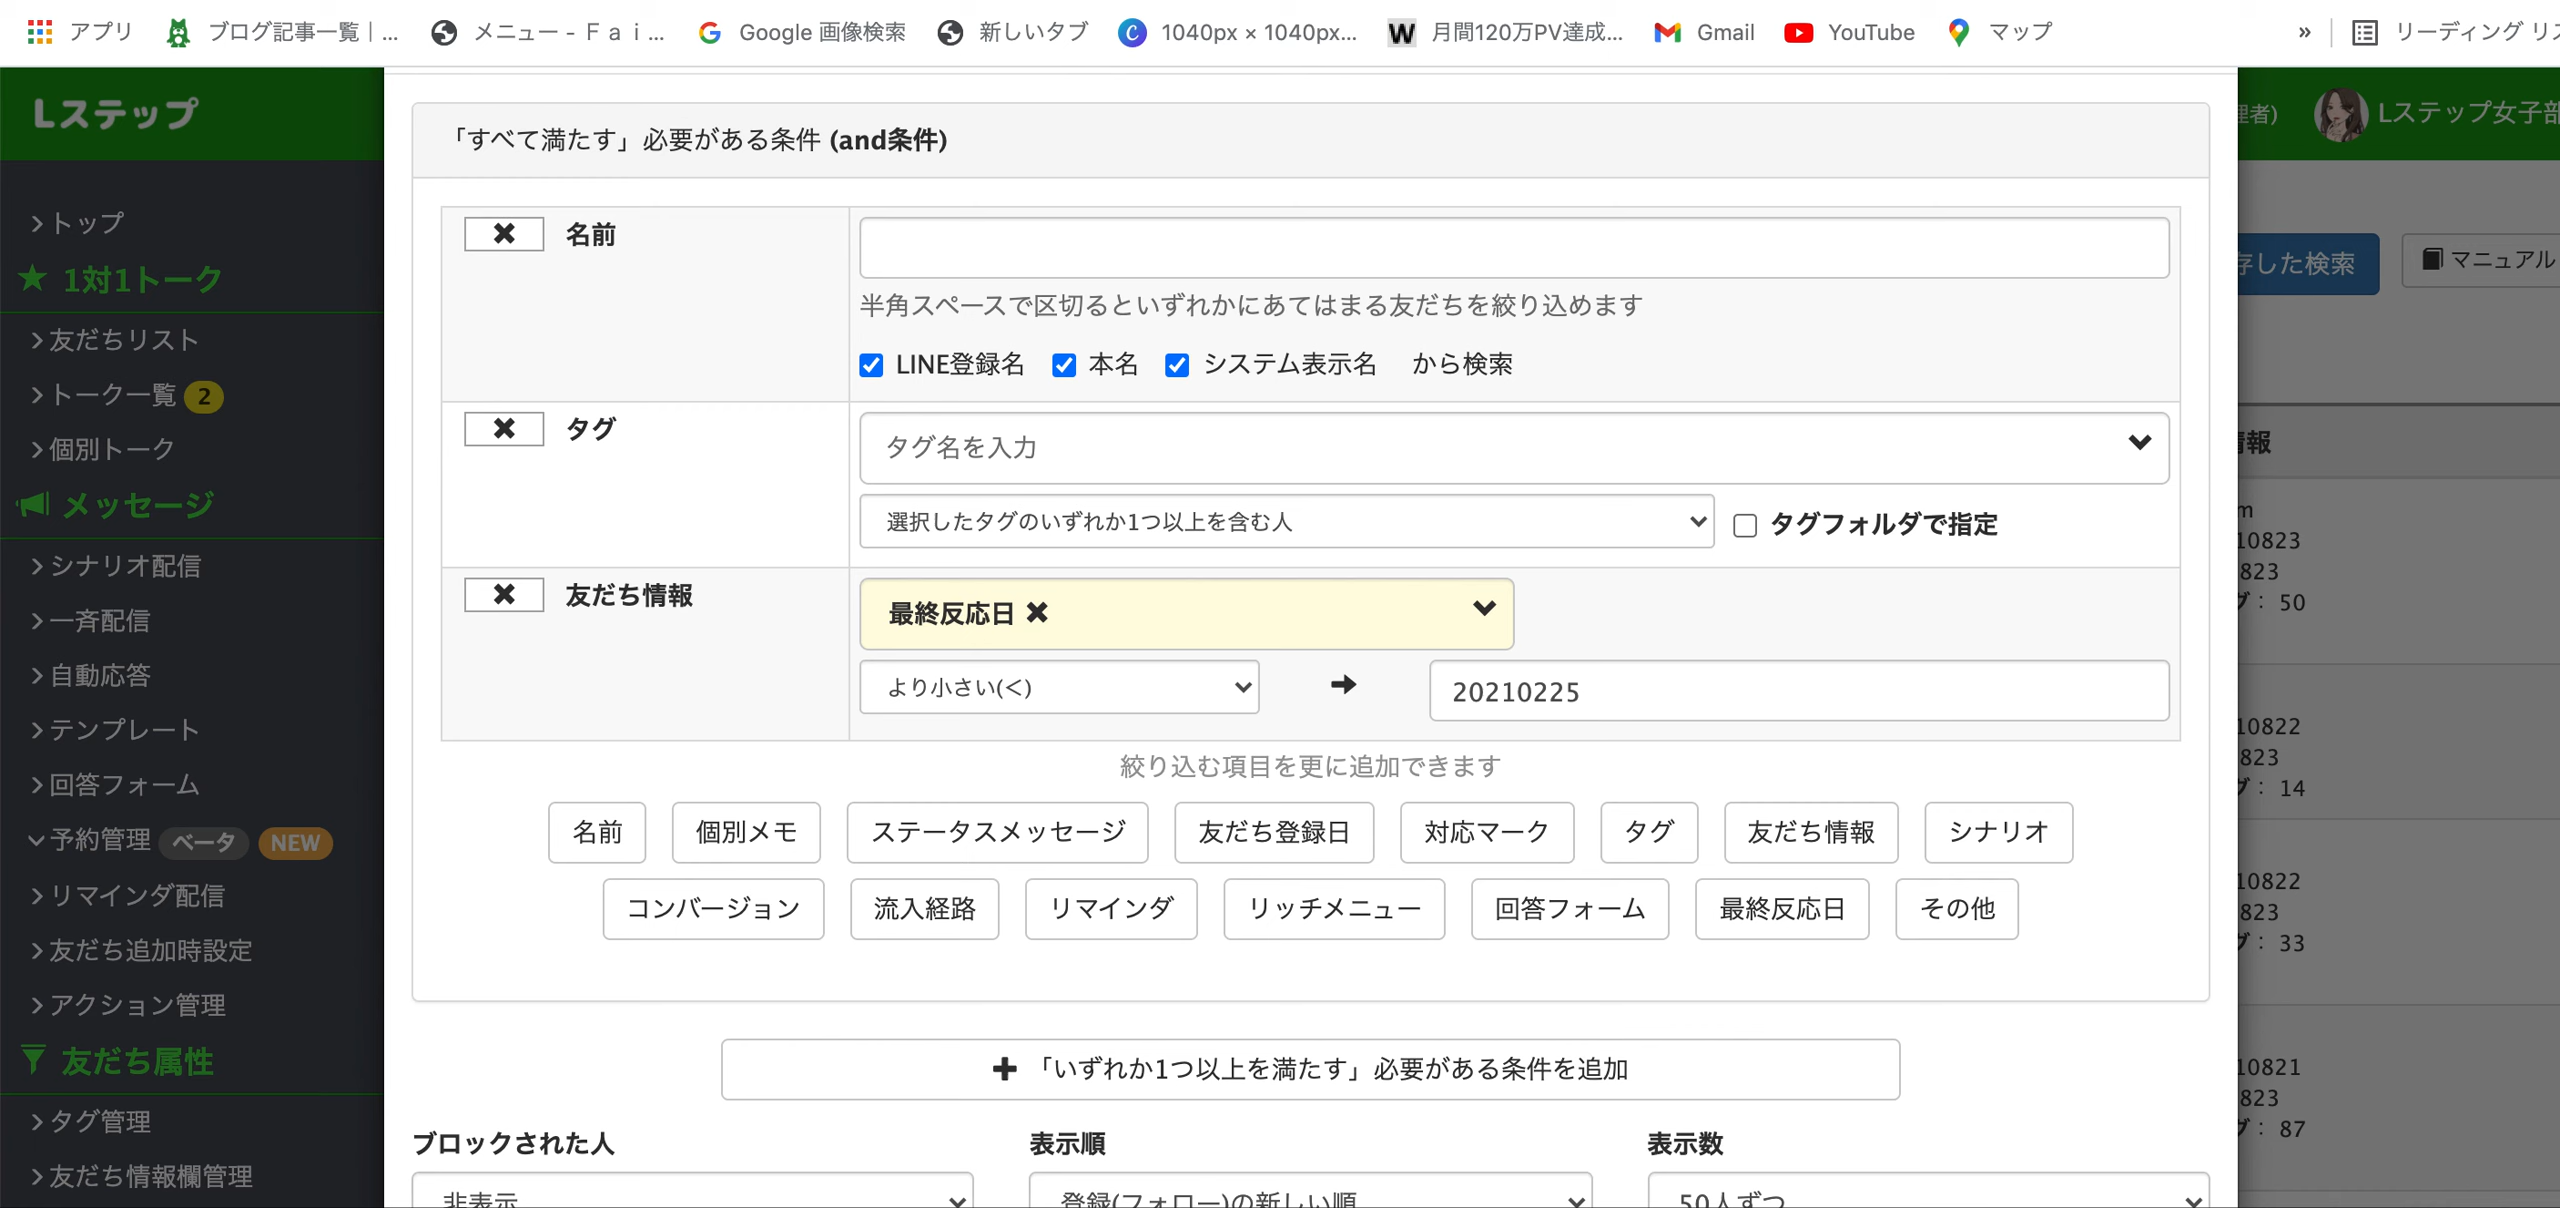 アプリ ブログ記事一覧｜... メニュー - Ｆａｉ... Google 画像検索 新しいタブ 1040px × 1040px... 月間120万PV達成... Gmail YouTube マップ » リーディング リス
Lステップ
理者) Lステップ女子部
トップ
1対1トーク
友だちリスト
トーク一覧 2
個別トーク
メッセージ
シナリオ配信
一斉配信
自動応答
テンプレート
回答フォーム
予約管理 ベータ NEW
リマインダ配信
友だち追加時設定
アクション管理
友だち属性
タグ管理
友だち情報欄管理
「すべて満たす」必要がある条件 (and条件)
✖ 名前
半角スペースで区切るといずれかにあてはまる友だちを絞り込めます
LINE登録名 本名 システム表示名 から検索
✖ タグ
タグ名を入力
選択したタグのいずれか1つ以上を含む人 タグフォルダで指定
✖ 友だち情報
最終反応日 ✖
より小さい(<) ➞ 20210225
絞り込む項目を更に追加できます
名前 個別メモ ステータスメッセージ 友だち登録日 対応マーク タグ 友だち情報 シナリオ
コンバージョン 流入経路 リマインダ リッチメニュー 回答フォーム 最終反応日 その他
＋ 「いずれか1つ以上を満たす」必要がある条件を追加
ブロックされた人 表示順 表示数
非表示 登録(フォロー)の新しい順 50人ずつ
存した検索 マニュアル
情報
m
10823
823
グ： 50
10822
823
グ： 14
10822
823
グ： 33
10821
823
グ： 87